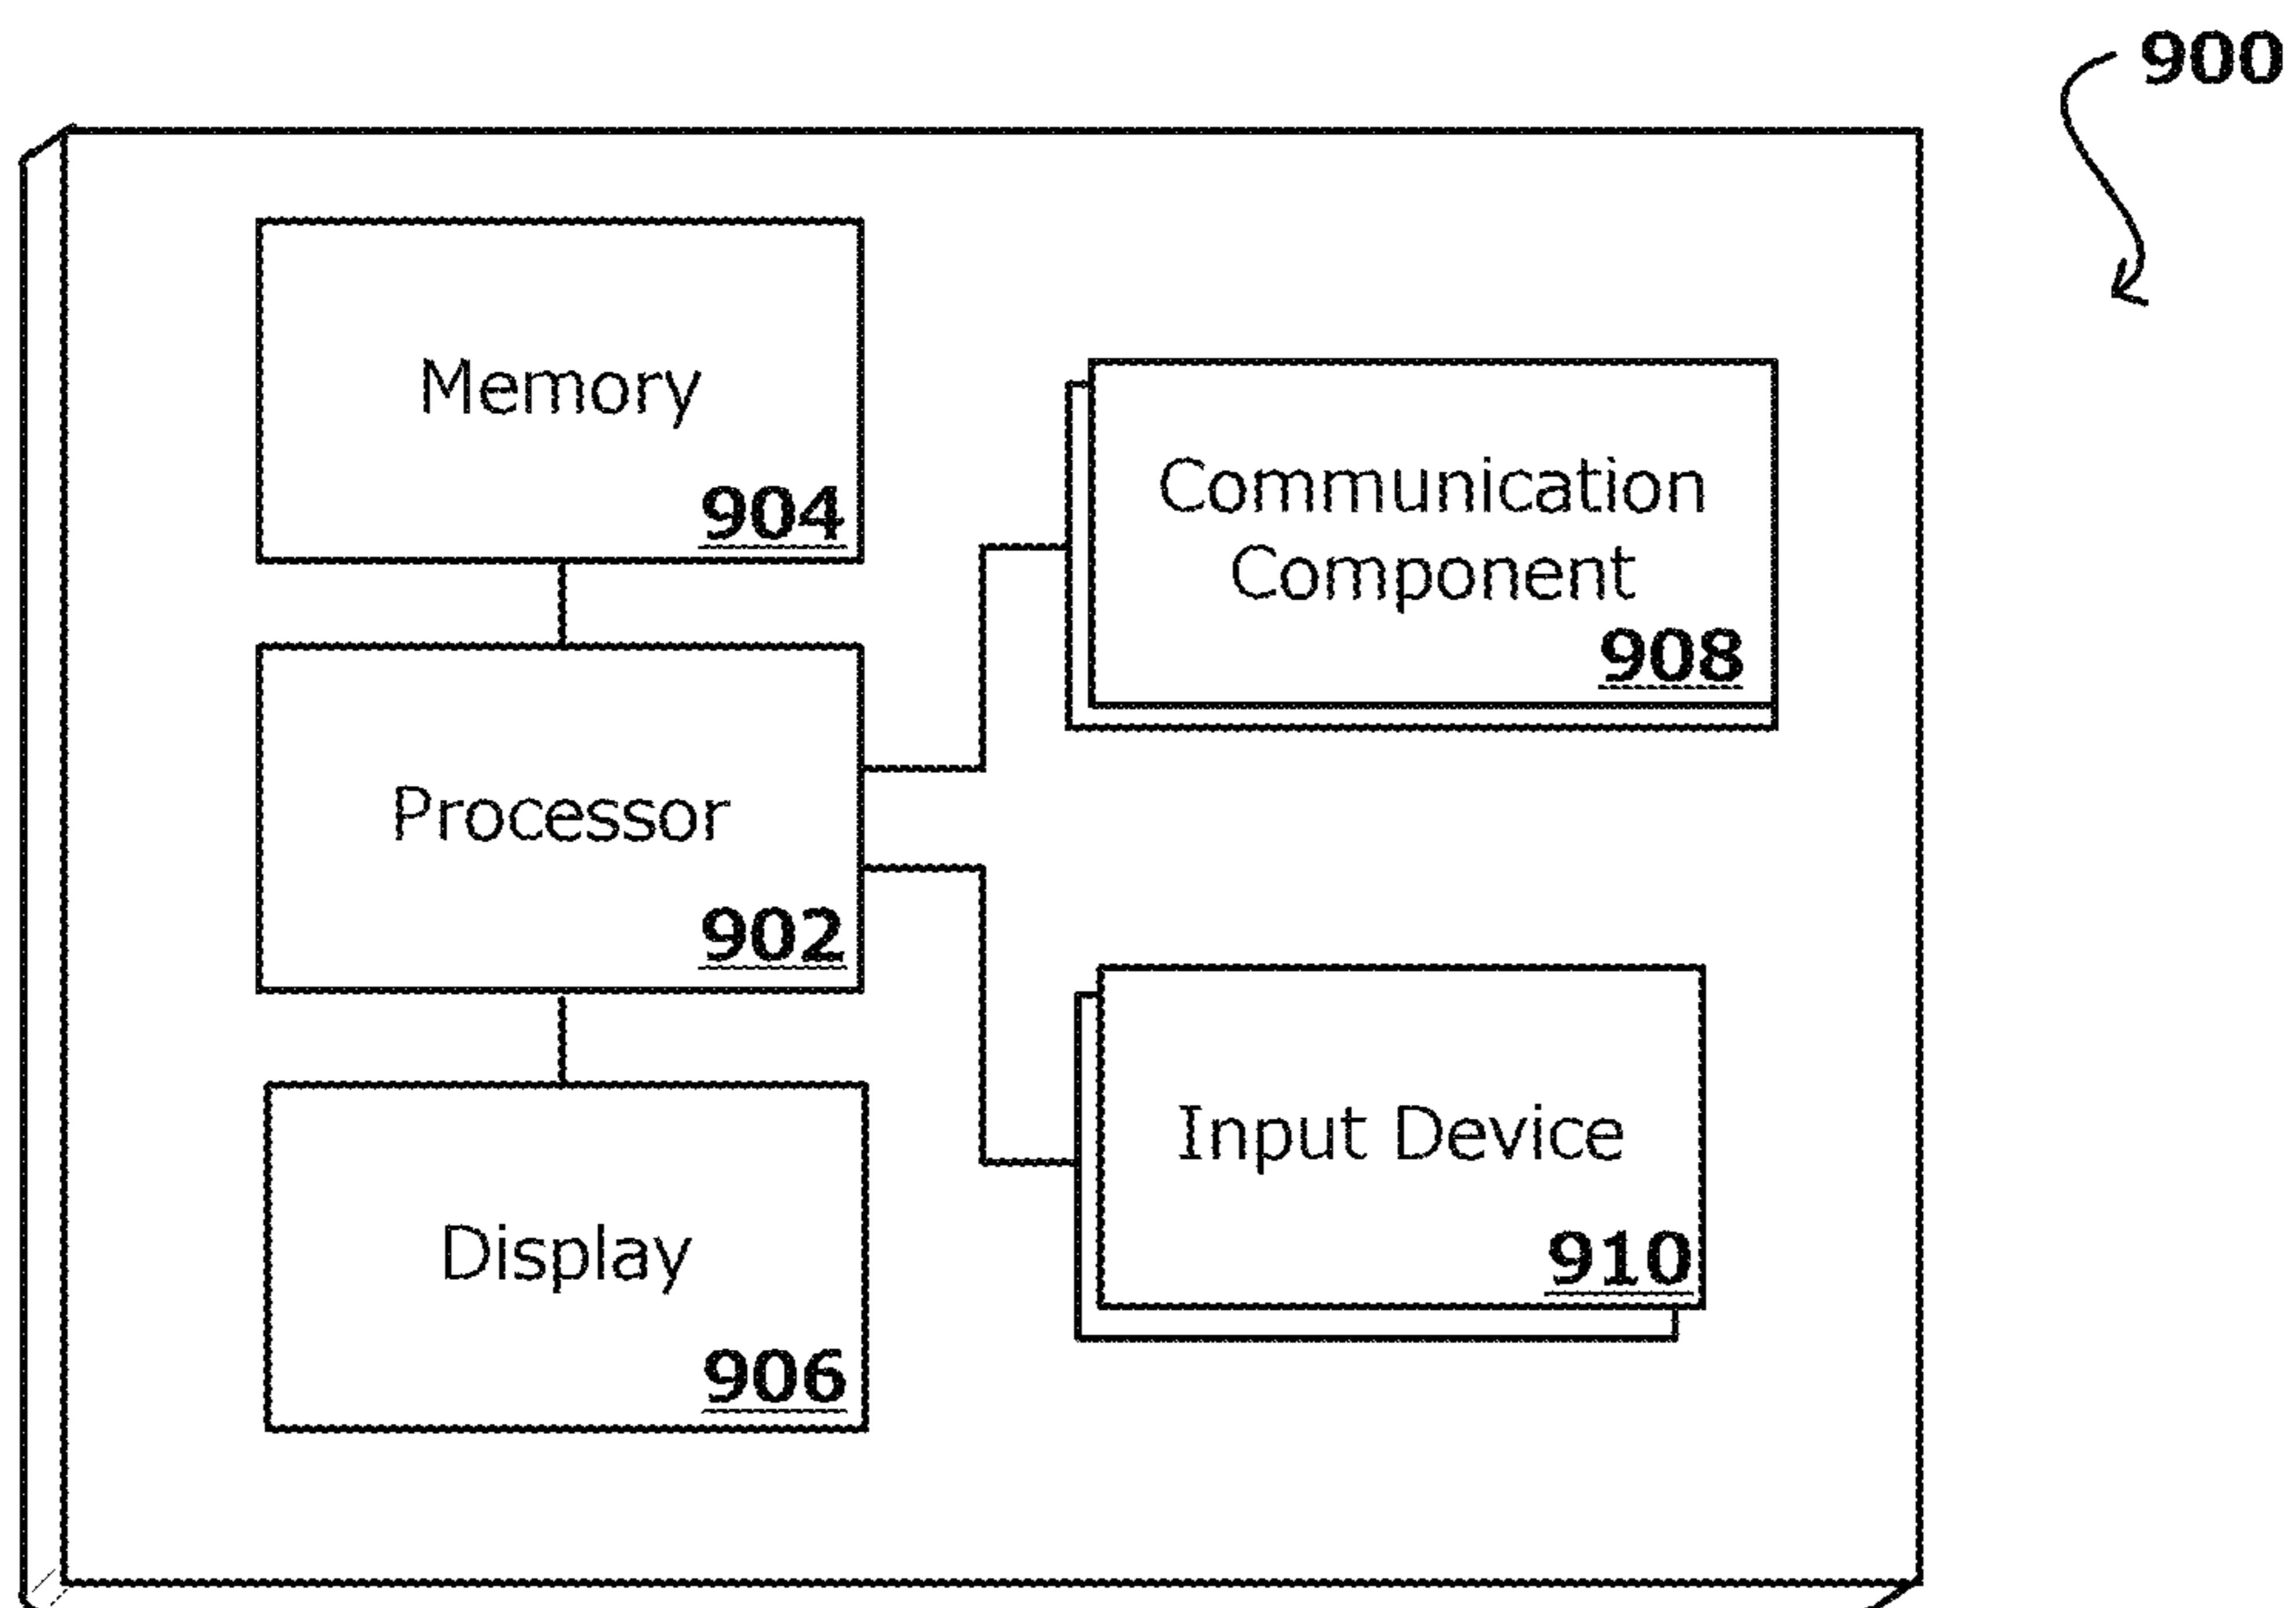 900
Memory
904
Communication
Component
908
Processor
902
Input Device
910
Display
906